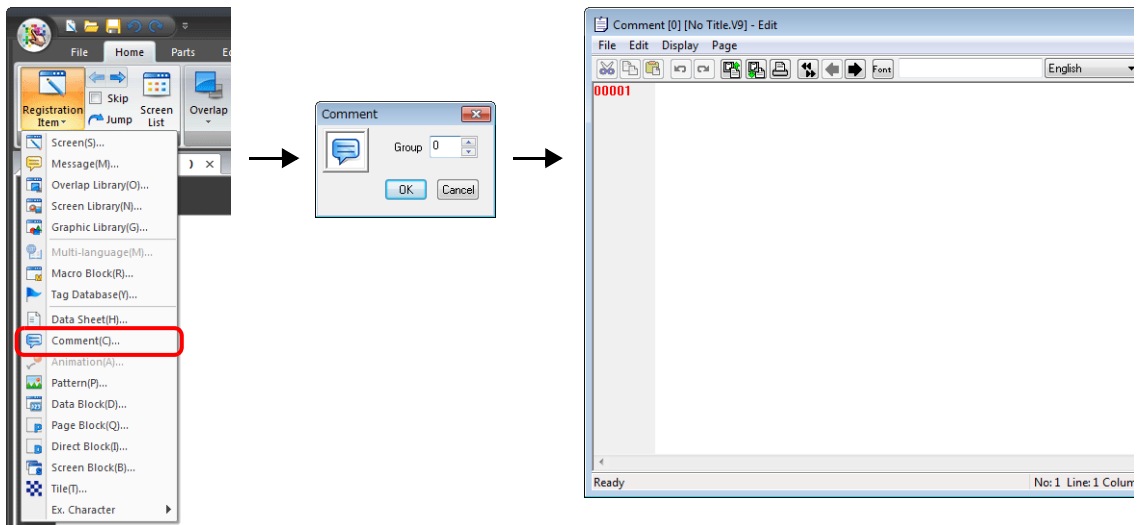 File Home Parts E
Registration Item
Skip
Jump
Screen List
Overlap
Screen(S)...
Message(M)...
Overlap Library(O)...
Screen Library(N)...
Graphic Library(G)...
Multi-language(M)...
Macro Block(R)...
Tag Database(Y)...
Data Sheet(H)...
Comment(C)...
Animation(A)...
Pattern(P)...
Data Block(D)...
Page Block(Q)...
Direct Block(I)...
Screen Block(B)...
Tile(T)...
Ex. Character
Comment
Group 0
OK Cancel
Comment [0] [No Title.V9] - Edit
File Edit Display Page
Font English
00001
Ready No: 1 Line: 1 Colum